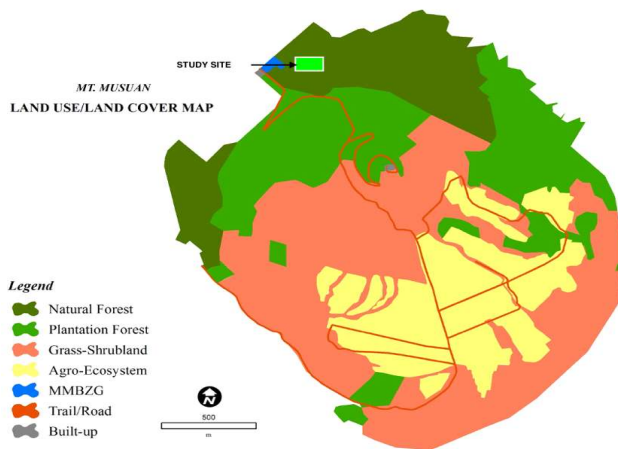 STUDY SITE
MT. MUSUAN
LAND USE/LAND COVER MAP
Legend
Natural Forest
Plantation Forest
Grass-Shrubland
Agro-Ecosystem
MMBZG
Trail/Road
Built-up
N
500
m